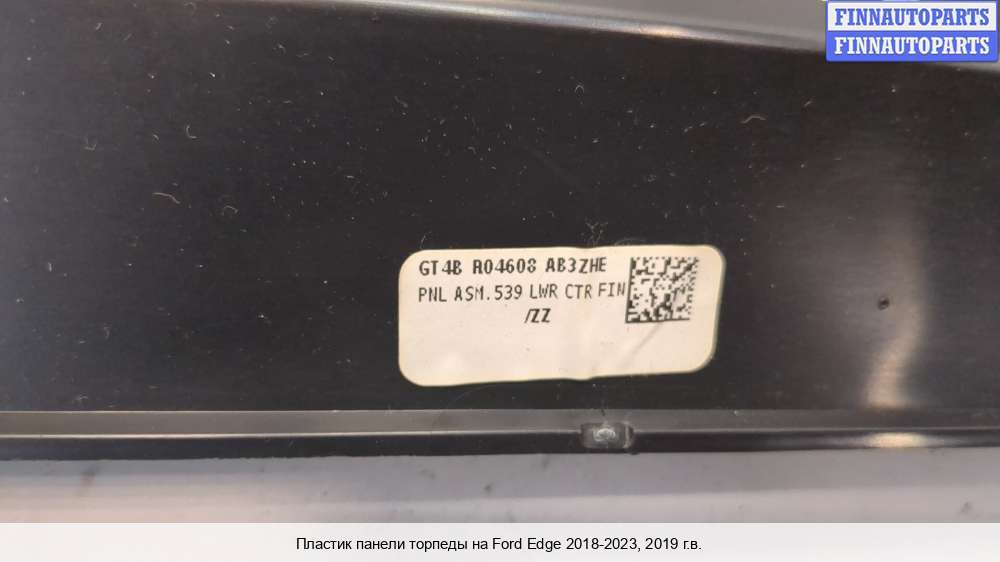 FINNAUTOPARTS
FINNAUTOPARTS
GT4B R04608 AB3ZHE
PNL ASM.539 LWR CTR FIN
/ZZ
Пластик панели торпеды на Ford Edge 2018-2023, 2019 г.в.